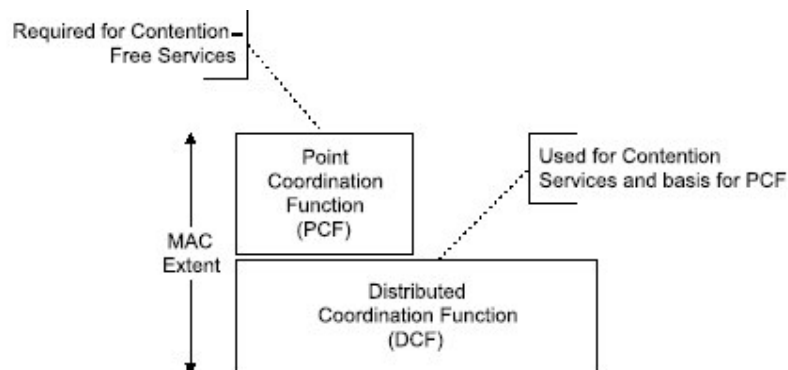 Required for Contention-
Free Services
Point
Coordination
Function
(PCF)
Used for Contention
Services and basis for PCF
MAC
Extent
Distributed
Coordination Function
(DCF)